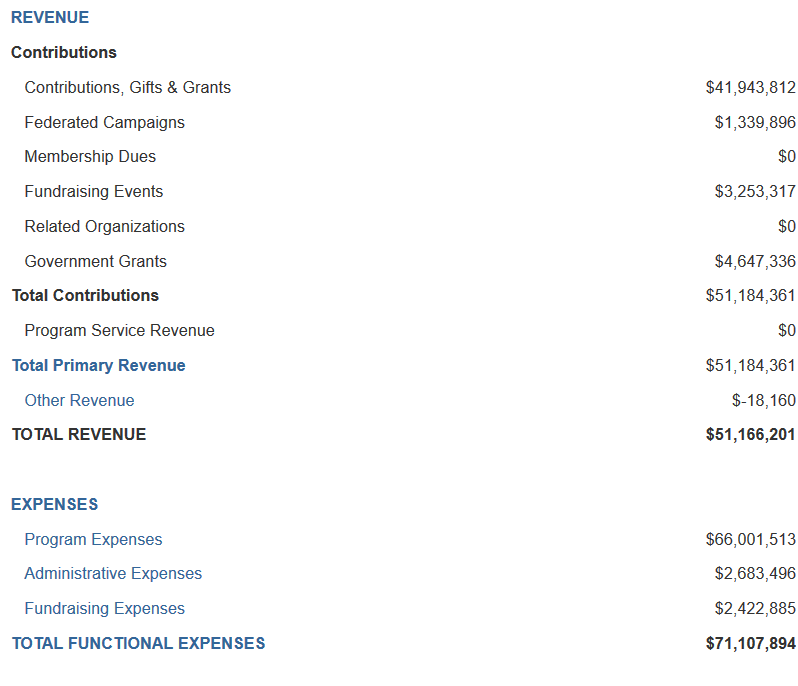 REVENUE
Contributions
Contributions, Gifts & Grants $41,943,812
Federated Campaigns $1,339,896
Membership Dues $0
Fundraising Events $3,253,317
Related Organizations $0
Government Grants $4,647,336
Total Contributions $51,184,361
Program Service Revenue $0
Total Primary Revenue $51,184,361
Other Revenue $-18,160
TOTAL REVENUE $51,166,201
EXPENSES
Program Expenses $66,001,513
Administrative Expenses $2,683,496
Fundraising Expenses $2,422,885
TOTAL FUNCTIONAL EXPENSES $71,107,894